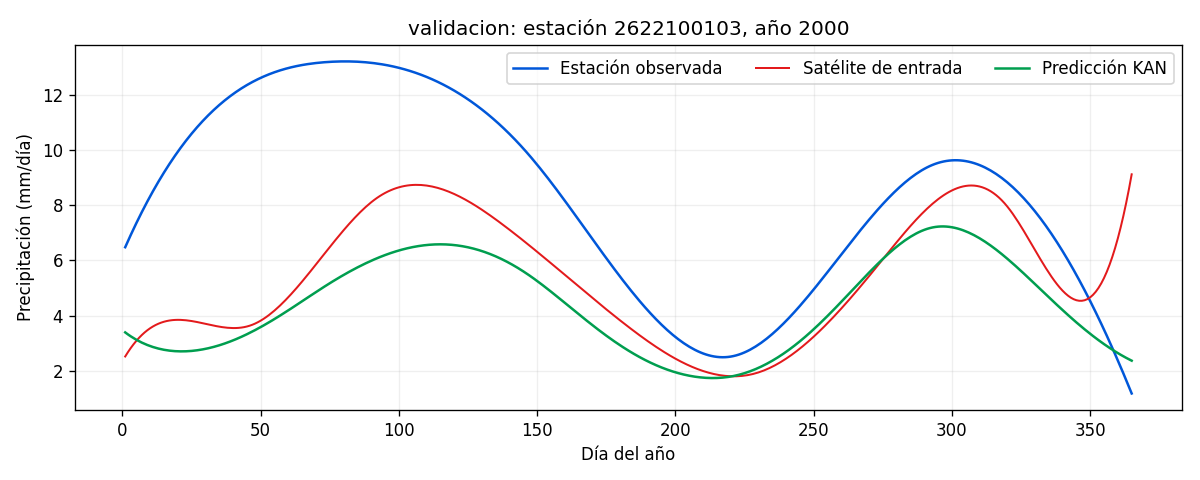 validacion: estación 2622100103, año 2000
Estación observada
Satélite de entrada
Predicción KAN
Precipitación (mm/día)
12
10
8
6
4
2
0
50
100
150
200
250
300
350
Día del año